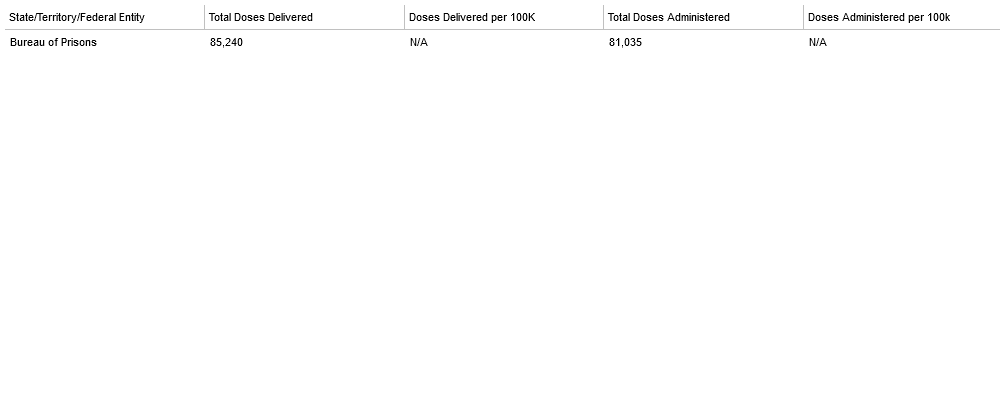 State/Territory/Federal Entity Total Doses Delivered Doses Delivered per 100K Total Doses Administered Doses Administered per 100k
Bureau of Prisons 85,240 N/A 81,035 N/A